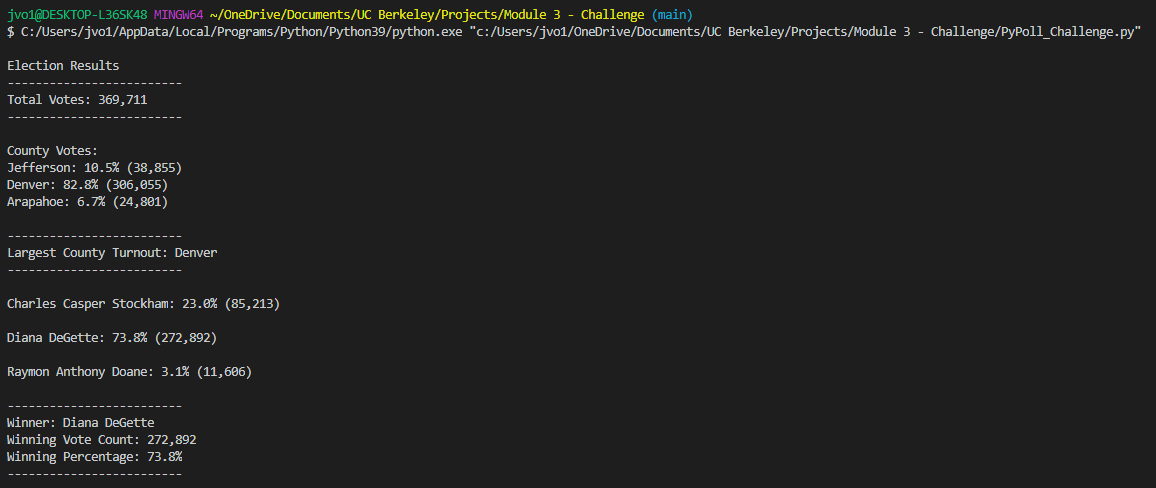 jvo1@DESKTOP-L36SK48 MINGW64 ~/OneDrive/Documents/UC Berkeley/Projects/Module 3 - Challenge (main)
$ C:/Users/jvo1/AppData/Local/Programs/Python/Python39/python.exe "c:/Users/jvo1/OneDrive/Documents/UC Berkeley/Projects/Module 3 - Challenge/PyPoll_Challenge.py"
Election Results
-------------------------
Total Votes: 369,711
-------------------------
County Votes:
Jefferson: 10.5% (38,855)
Denver: 82.8% (306,055)
Arapahoe: 6.7% (24,801)
-------------------------
Largest County Turnout: Denver
-------------------------
Charles Casper Stockham: 23.0% (85,213)
Diana DeGette: 73.8% (272,892)
Raymon Anthony Doane: 3.1% (11,606)
-------------------------
Winner: Diana DeGette
Winning Vote Count: 272,892
Winning Percentage: 73.8%
-------------------------